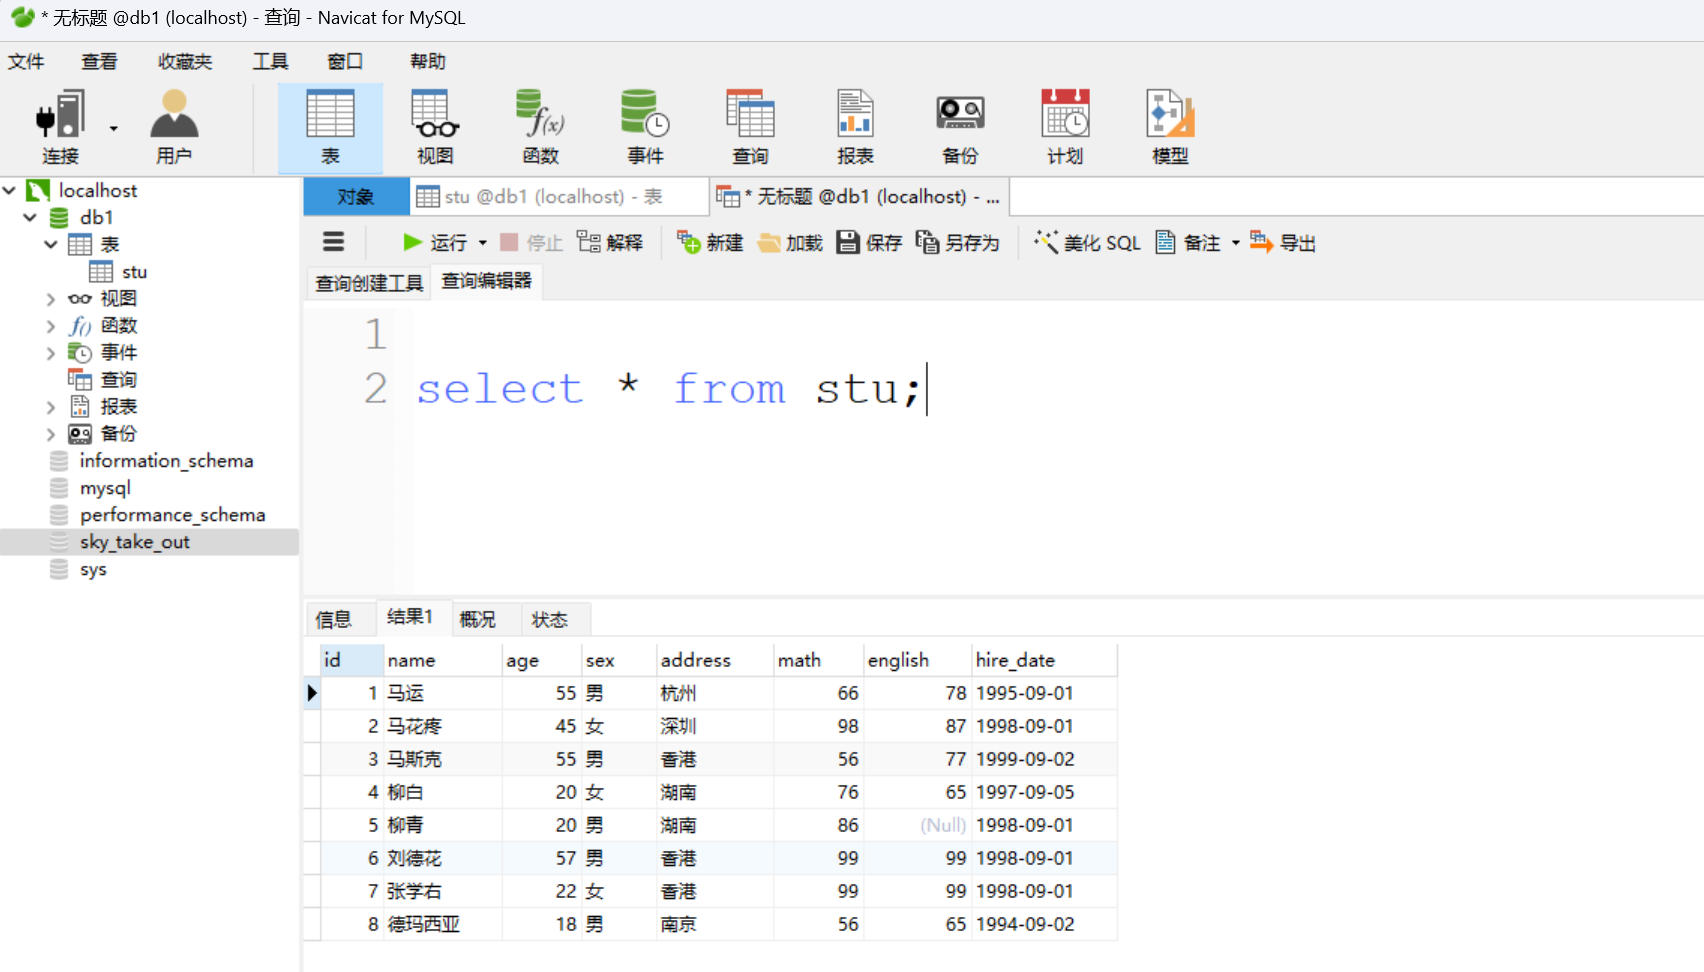 * 无标题 @db1 (localhost) - 查询 - Navicat for MySQL
文件 查看 收藏夹 工具 窗口 帮助
连接 用户 表 视图 函数 事件 查询 报表 备份 计划 模型
localhost
db1
表
stu
视图
函数
事件
查询
报表
备份
information_schema
mysql
performance_schema
sky_take_out
sys
对象 stu @db1 (localhost) - 表 * 无标题 @db1 (localhost) - ...
运行 停止 解释 新建 加载 保存 另存为 美化 SQL 备注 导出
查询创建工具 查询编辑器
1
2 select * from stu;
信息 结果1 概况 状态
id name age sex address math english hire_date
1 马运 55 男 杭州 66 78 1995-09-01
2 马花疼 45 女 深圳 98 87 1998-09-01
3 马斯克 55 男 香港 56 77 1999-09-02
4 柳白 20 女 湖南 76 65 1997-09-05
5 柳青 20 男 湖南 86 (Null) 1998-09-01
6 刘德花 57 男 香港 99 99 1998-09-01
7 张学右 22 女 香港 99 99 1998-09-01
8 德玛西亚 18 男 南京 56 65 1994-09-02